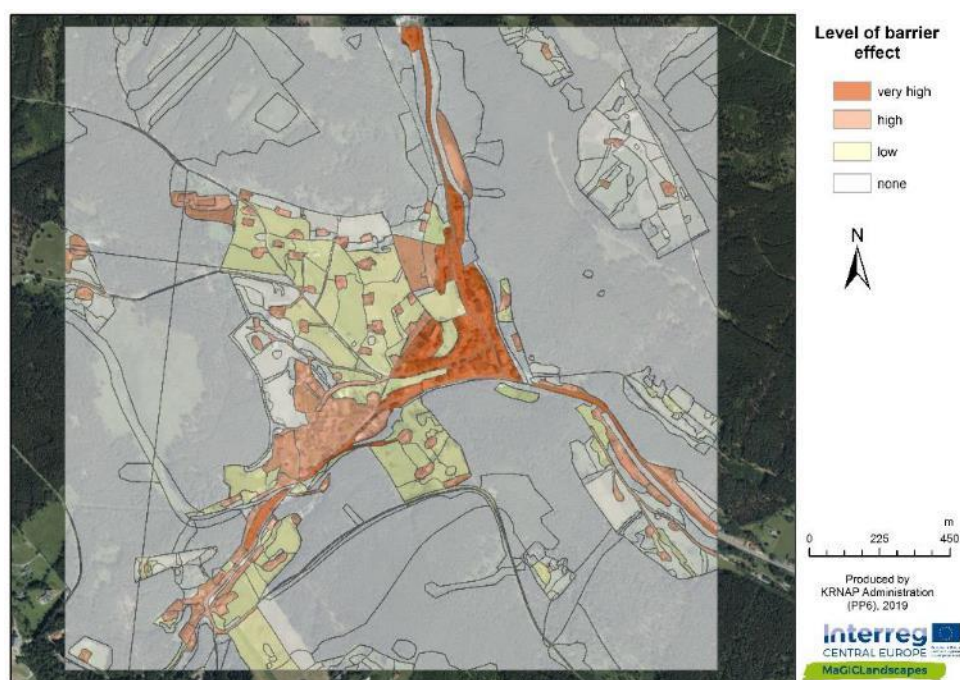 Level of barrier
effect
very high
high
low
none
N
m
0 225 450
Produced by
KRNAP Administration
(PP6), 2019
Interreg
CENTRAL EUROPE
MaGICLandscapes